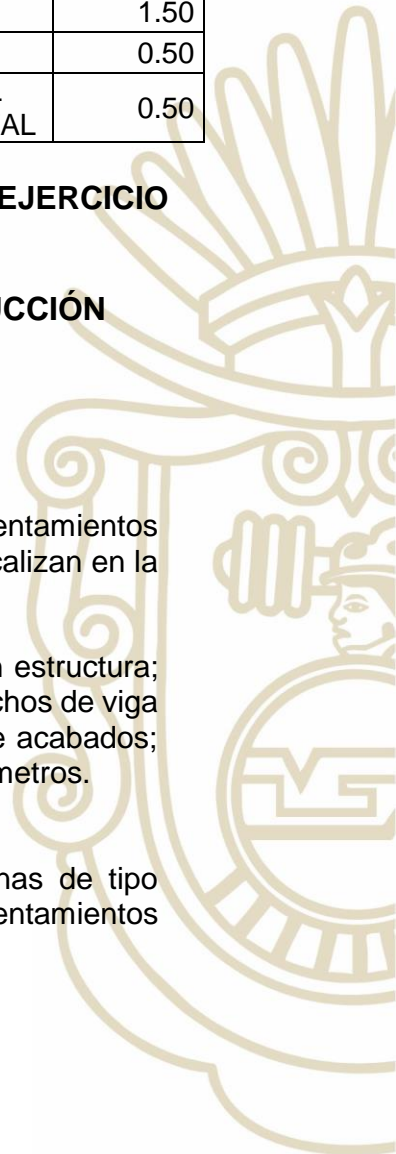 1.50
0.50
AL 0.50
EJERCICIO
UCCIÓN
entamientos
calizan en la
estructura;
chos de viga
e acabados;
metros.
nas de tipo
entamientos